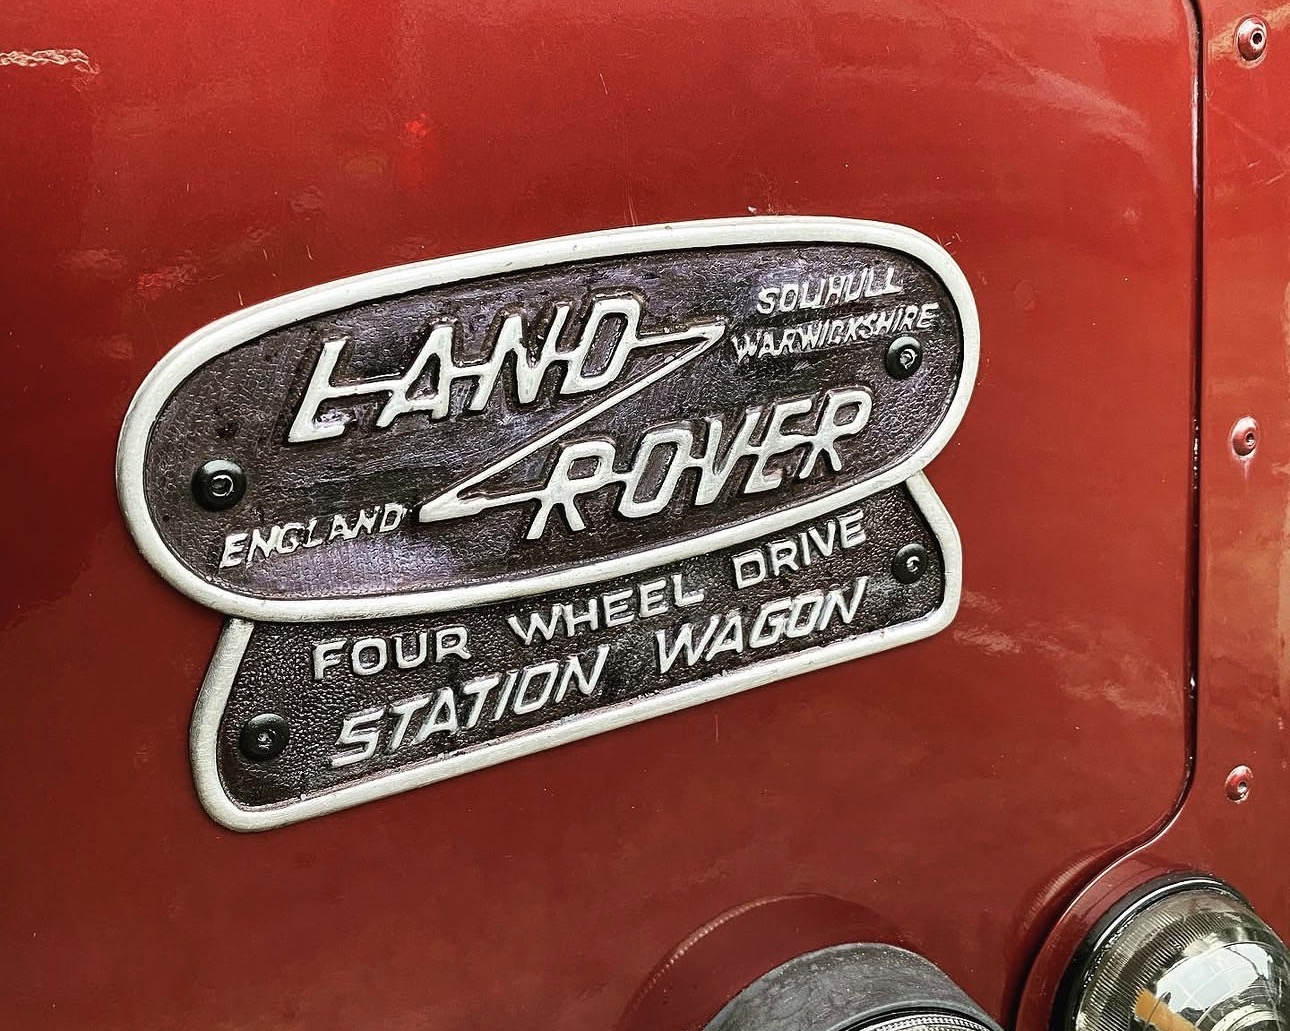 LAND
SOLIHULL
WARWICKSHIRE
ROVER
ENGLAND
FOUR WHEEL DRIVE
STATION WAGON